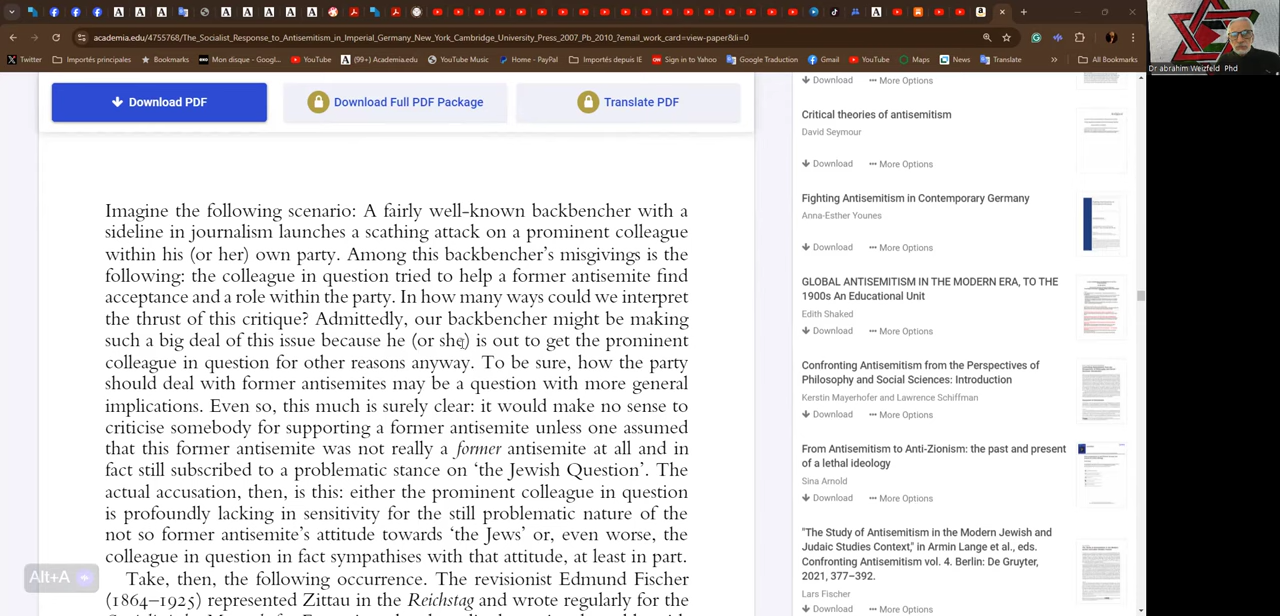 academia.edu/4755768/The_Socialist_Response_to_Antisemitism_in_Imperial_Germany_New_York_Cambridge_University_Press_2007_Pb_2010_?email_work_card=view-paper&li=0
Twitter
Importés principales
Bookmarks
Mon disque - Googl...
YouTube
(99+) Academia.edu
YouTube Music
Home - PayPal
Importés depuis IE
Sign in to Yahoo
Google Traduction
Gmail
YouTube
Maps
News
Translate
All Bookmarks
Dr abrahim Weizfeld Phd
Download PDF
Download Full PDF Package
Translate PDF
Imagine the following scenario: A fairly well-known backbencher with a
sideline in journalism launches a scathing attack on a prominent colleague
within his (or her) own party. Among this backbencher's misgivings is the
following: the colleague in question tried to help a former antisemite find
acceptance and a role within the party. In how many ways could we interpret
the thrust of this criticism? Admittedly, our backbencher might be making
such a big deal of this issue because he (or she) is out to get the prominent
colleague in question for other reasons anyway. To be sure, how the party
should deal with former antisemites may be a question with more general
implications. Even so, this much is surely clear: it would make no sense to
criticise somebody for supporting a former antisemite unless one assumed
that this former antisemite was not really a former antisemite at all and in
fact still subscribed to a problematic stance on the 'Jewish Question'. The
actual accusation, then, is this: either the prominent colleague in question
is profoundly lacking in sensitivity for the still problematic nature of the
not so former antisemite's attitude towards 'the Jews' or, even worse, the
colleague in question in fact sympathises with that attitude, at least in part.
Take, then, the following occurrence. The revisionist Edmund Fischer
(1864–
Download
More Options
Critical theories of antisemitism
David Seymour
Download
More Options
Fighting Antisemitism in Contemporary Germany
Anna-Esther Younes
Download
More Options
GLOBAL ANTISEMITISM IN THE MODERN ERA, TO THE
1900s An Educational Unit
Edith Shaked
Download
More Options
Confronting Antisemitism from the Perspectives of
Philosophy and Social Sciences: Introduction
Kerstin Mayerhofer and Lawrence Schiffman
Download
More Options
From Antisemitism to Anti-Zionism: the past and present
of a lethal ideology
Sina Arnold
Download
More Options
"The Study of Antisemitism in the Modern Jewish and
Judaic Studies Context," in Armin Lange et al., eds.
Confronting Antisemitism vol. 4. Berlin: De Gruyter,
2021, 377–392.
Lars Fischer
Download
More Options
Alt+A